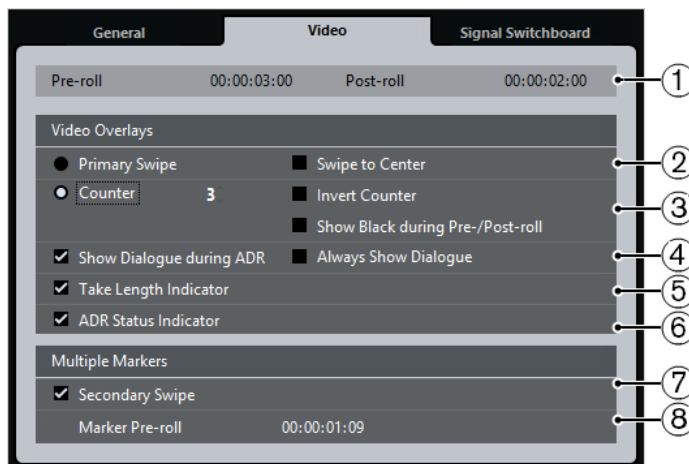 General Video Signal Switchboard
Pre-roll 00:00:03:00 Post-roll 00:00:02:00 1
Video Overlays
Primary Swipe Swipe to Center 2
Counter 3 Invert Counter 3
Show Black during Pre-/Post-roll
Show Dialogue during ADR Always Show Dialogue 4
Take Length Indicator 5
ADR Status Indicator 6
Multiple Markers
Secondary Swipe 7
Marker Pre-roll 00:00:01:09 8